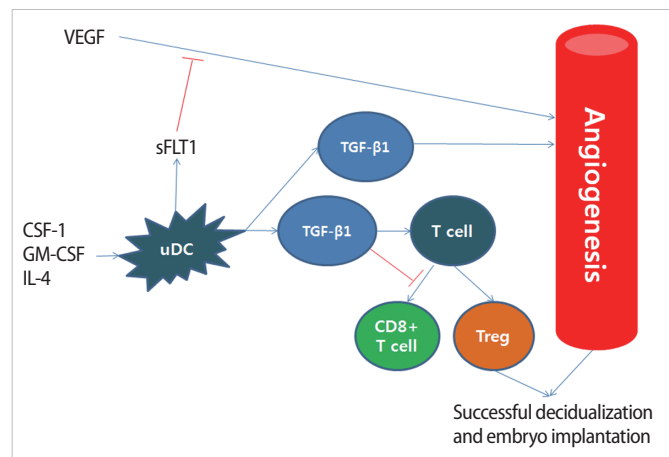 VEGF
sFLT1
CSF-1
GM-CSF
IL-4
uDC
TGF-β1
TGF-β1
T cell
CD8+
T cell
Treg
Angiogenesis
Successful decidualization
and embryo implantation